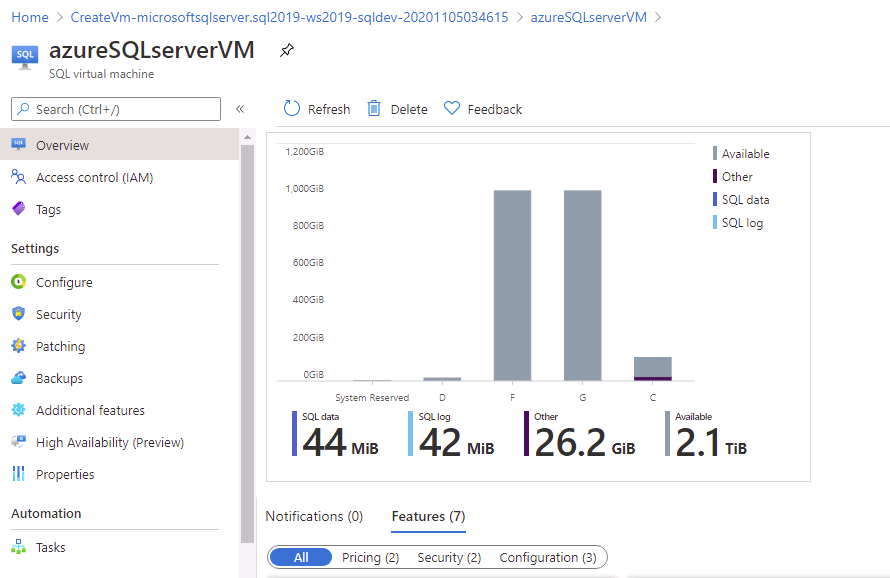 Home > CreateVm-microsoftsqlserver.sql2019-ws2019-sqldev-20201105034615 > azureSQLserverVM >
SQL
azureSQLserverVM
SQL virtual machine
Search (Ctrl+/)
«
Refresh
Delete
Feedback
Overview
Access control (IAM)
Tags
Settings
Configure
Security
Patching
Backups
Additional features
High Availability (Preview)
Properties
Automation
Tasks
1,200GiB
1,000GiB
800GiB
600GiB
400GiB
200GiB
0GiB
System Reserved
D
F
G
C
Available
Other
SQL data
SQL log
SQL data
44 MiB
SQL log
42 MiB
Other
26.2 GiB
Available
2.1 TiB
Notifications (0)
Features (7)
All
Pricing (2)
Security (2)
Configuration (3)